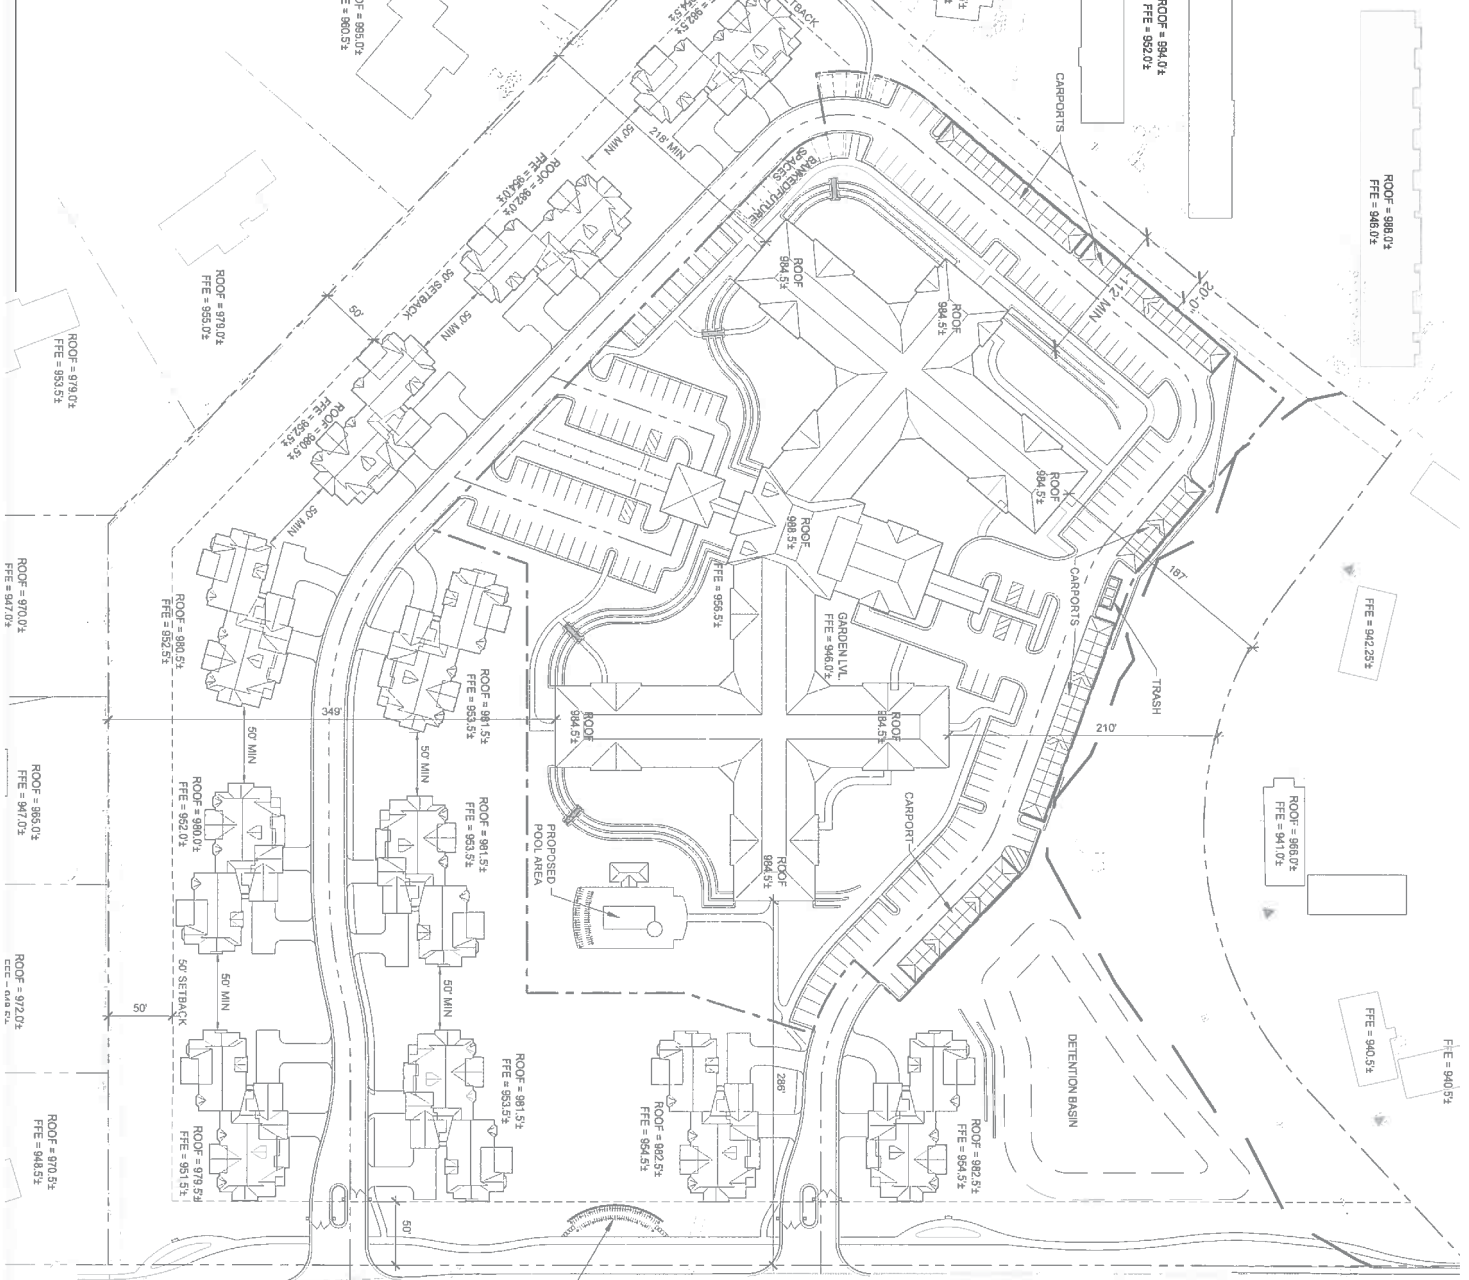 ROOF = 995.0'±
FFE = 960.5'±
ROOF = 994.0'±
FFE = 952.0'±
CARPORTS
ROOF = 988.0'±
FFE = 946.0'±
50' MIN
218' MIN
BANKED/FUTURE
SPACES
ROOF = 982.0'±
FFE = 954.0'±
ROOF = 979.0'±
FFE = 955.0'±
50' SETBACK
50' MIN
50'
ROOF
984.5'±
ROOF
984.5'±
112' MIN
20'-0"
ROOF = 979.0'±
FFE = 953.5'±
ROOF = 980.5'±
FFE = 952.5'±
50' MIN
ROOF
984.5'±
ROOF
988.5'±
187'
CARPORTS
ROOF = 970.0'±
FFE = 947.0'±
ROOF = 980.5'±
FFE = 952.5'±
FFE = 956.5'±
GARDEN LVL.
FFE = 946.0'±
FFE = 942.25'±
TRASH
ROOF = 981.5'±
FFE = 953.5'±
349'
ROOF
984.5'±
ROOF
984.5'±
210'
50' MIN
50' MIN
ROOF = 965.0'±
FFE = 947.0'±
ROOF = 980.0'±
FFE = 952.0'±
ROOF = 981.5'±
FFE = 953.5'±
PROPOSED
POOL AREA
ROOF
984.5'±
CARPORT
ROOF = 966.0'±
FFE = 941.0'±
ROOF = 972.0'±
50' SETBACK
50' MIN
50' MIN
50'
ROOF = 981.5'±
FFE = 953.5'±
286'
DETENTION BASIN
FFE = 940.5'±
FFE = 940.5'±
ROOF = 970.5'±
FFE = 948.5'±
ROOF = 979.5'±
FFE = 951.5'±
ROOF = 982.5'±
FFE = 954.5'±
ROOF = 982.5'±
FFE = 954.5'±
50'